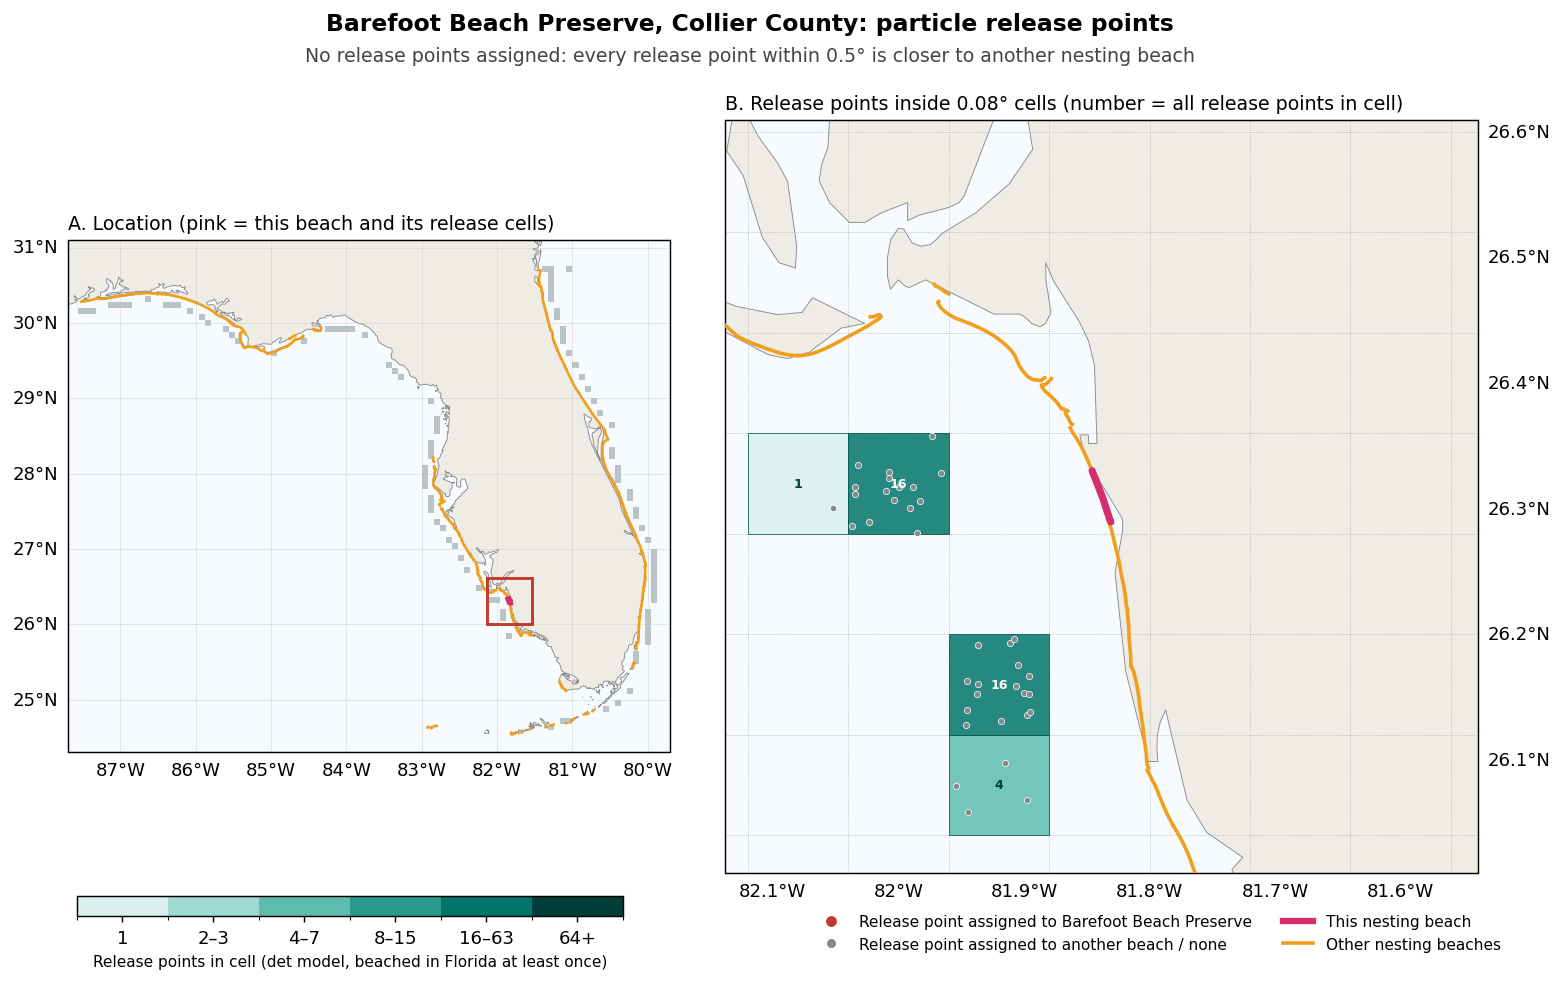 Barefoot Beach Preserve, Collier County: particle release points
No release points assigned: every release point within 0.5° is closer to another nesting beach
A. Location (pink = this beach and its release cells)
31°N
30°N
29°N
28°N
27°N
26°N
25°N
87°W 86°W 85°W 84°W 83°W 82°W 81°W 80°W
1 2–3 4–7 8–15 16–63 64+
Release points in cell (det model, beached in Florida at least once)
B. Release points inside 0.08° cells (number = all release points in cell)
26.6°N
26.5°N
26.4°N
26.3°N
26.2°N
26.1°N
1 16
16
4
82.1°W 82°W 81.9°W 81.8°W 81.7°W 81.6°W
Release point assigned to Barefoot Beach Preserve
Release point assigned to another beach / none
This nesting beach
Other nesting beaches